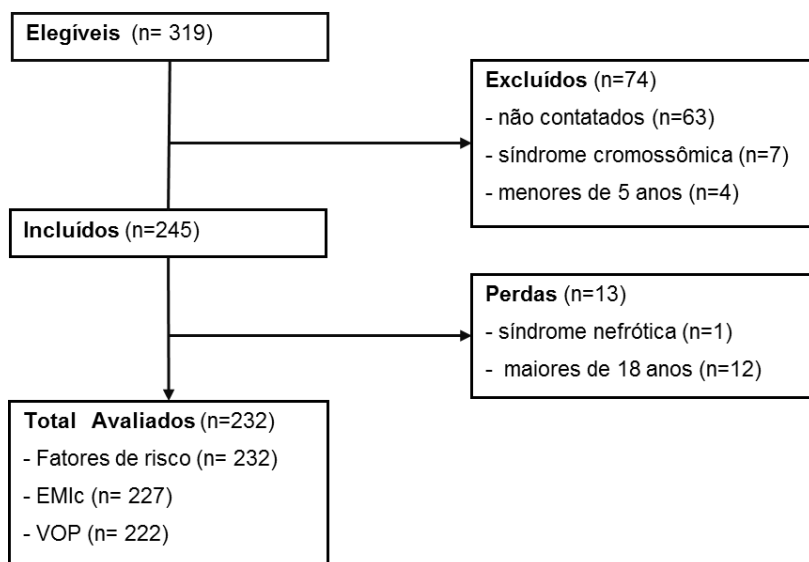 Elegíveis (n= 319)
Excluídos (n=74)
- não contatados (n=63)
- síndrome cromossômica (n=7)
- menores de 5 anos (n=4)
Incluídos (n=245)
Perdas (n=13)
- síndrome nefrótica (n=1)
- maiores de 18 anos (n=12)
Total Avaliados (n=232)
- Fatores de risco (n= 232)
- EMIc (n= 227)
- VOP (n= 222)